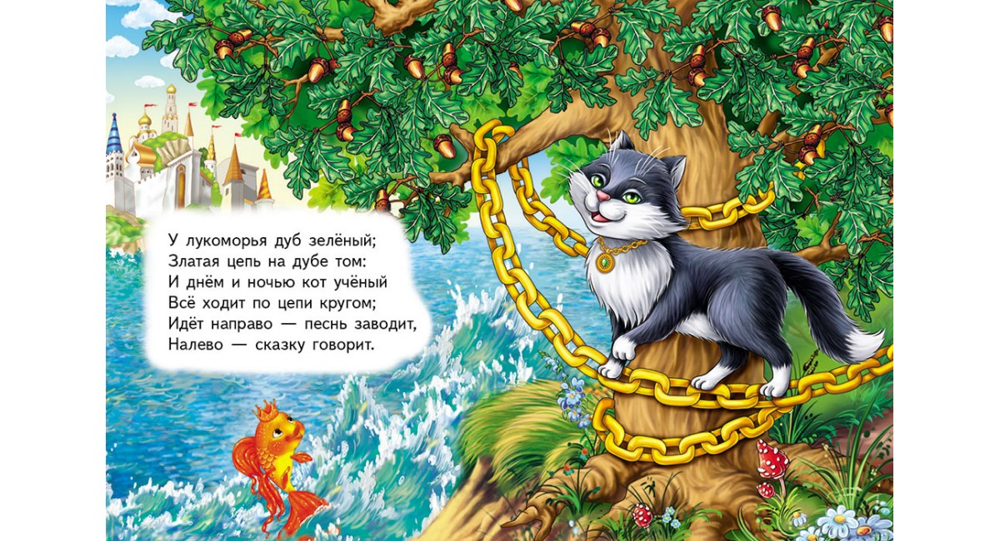 У лукоморья дуб зелёный;
Златая цепь на дубе том:
И днём и ночью кот учёный
Всё ходит по цепи кругом;
Идёт направо — песнь заводит,
Налево — сказку говорит.